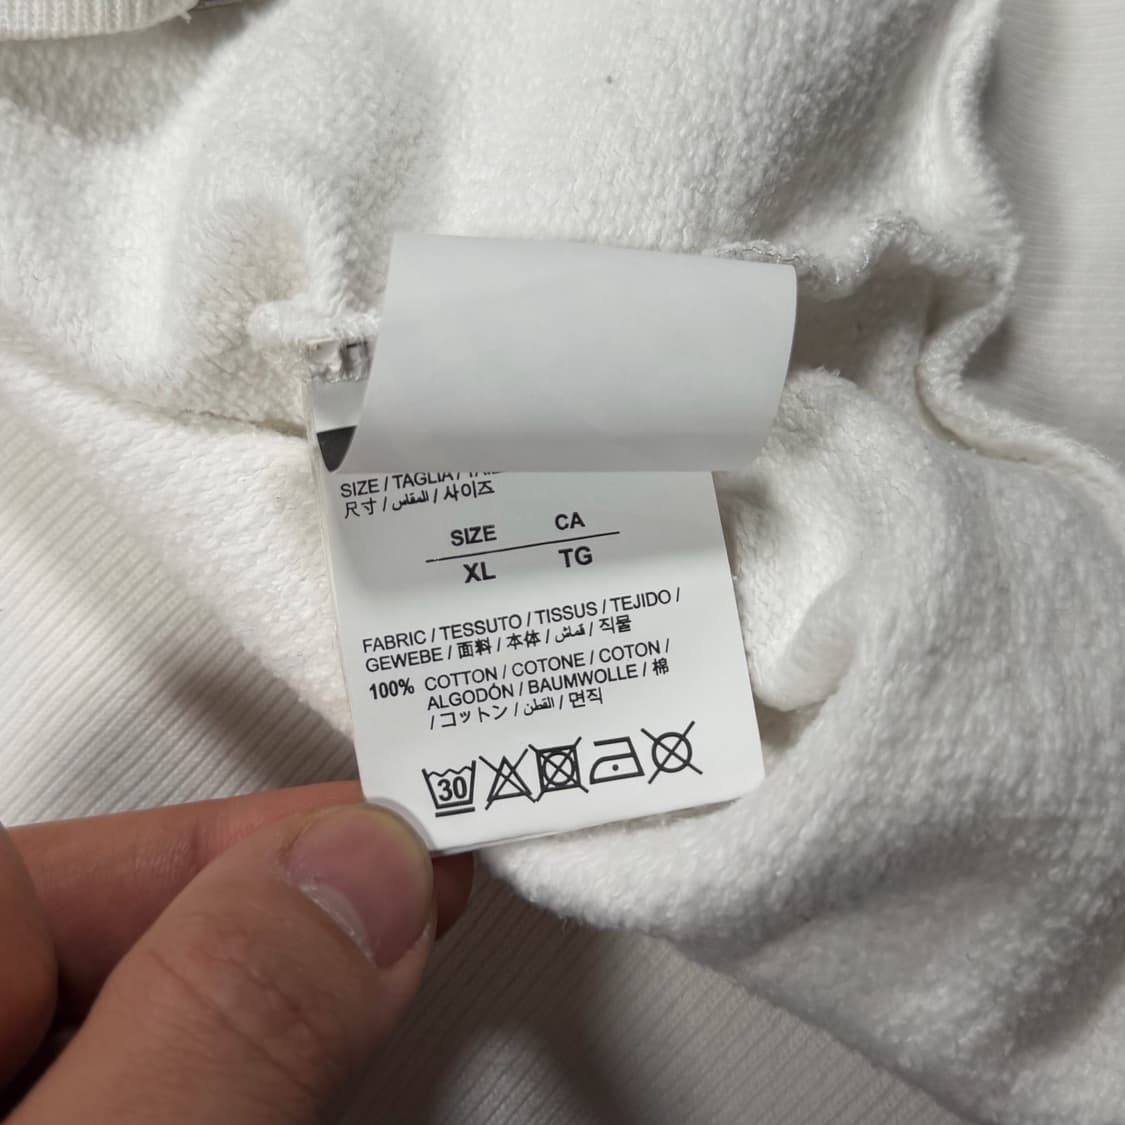 SIZE / TAGLIA /
尺寸 / المقاس / 사이즈
SIZE CA
XL TG
FABRIC / TESSUTO / TISSUS / TEJIDO /
GEWEBE / 面料 / 本体 / قماش / 직물
100% COTTON / COTONE / COTON /
ALGODÓN / BAUMWOLLE / 棉
/ コットン / القطن / 면직
30